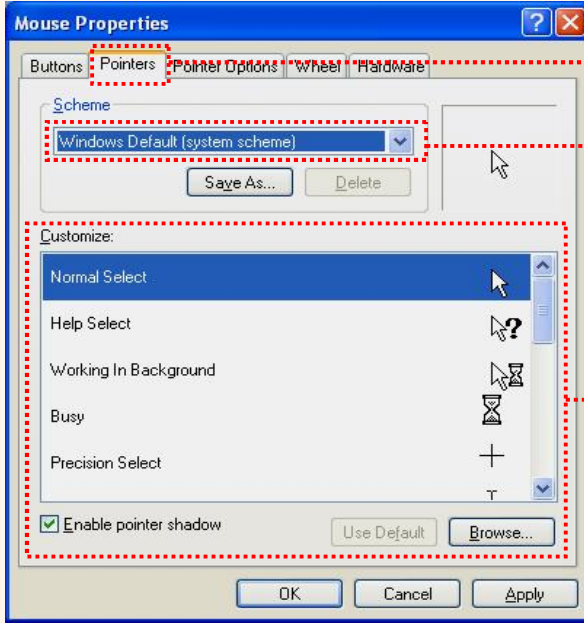 Mouse Properties
Buttons Pointers Pointer Options Wheel Hardware
Scheme
Windows Default (system scheme)
Save As... Delete
Customize:
Normal Select
Help Select
Working In Background
Busy
Precision Select
Enable pointer shadow
Use Default Browse...
OK Cancel Apply